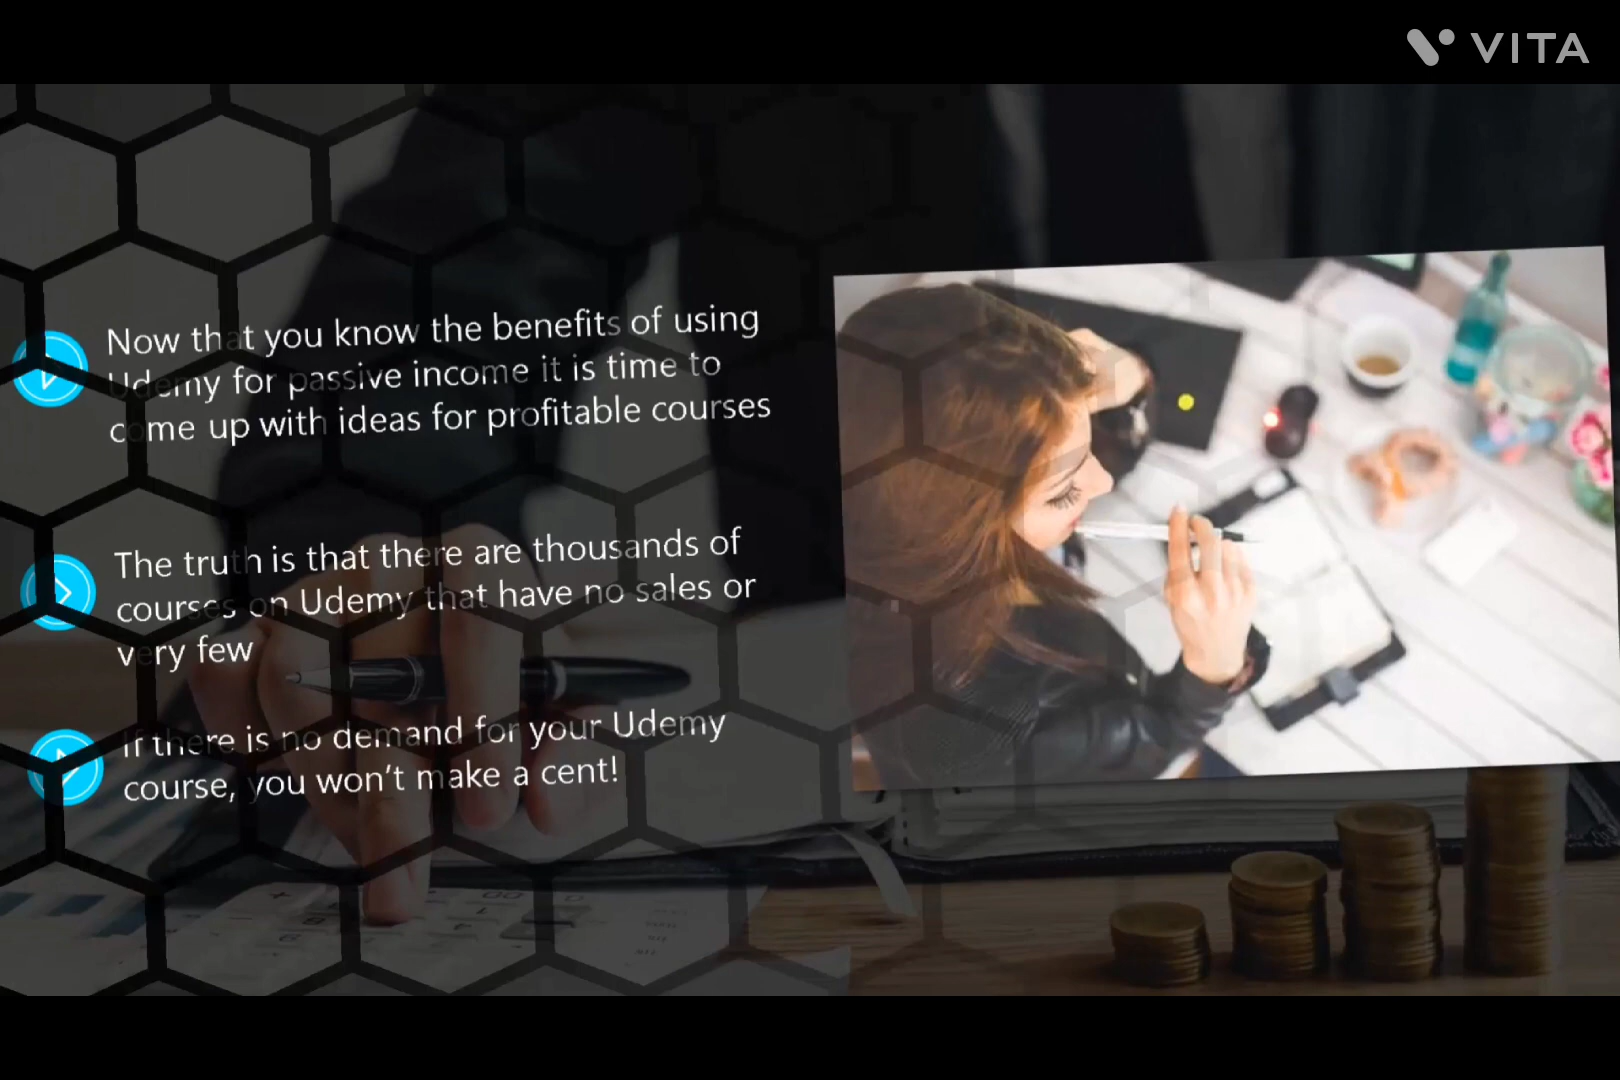 VITA
Now that you know the benefits of using
Udemy for passive income it is time to
come up with ideas for profitable courses
The truth is that there are thousands of
courses on Udemy that have no sales or
very few
If there is no demand for your Udemy
course, you won't make a cent!